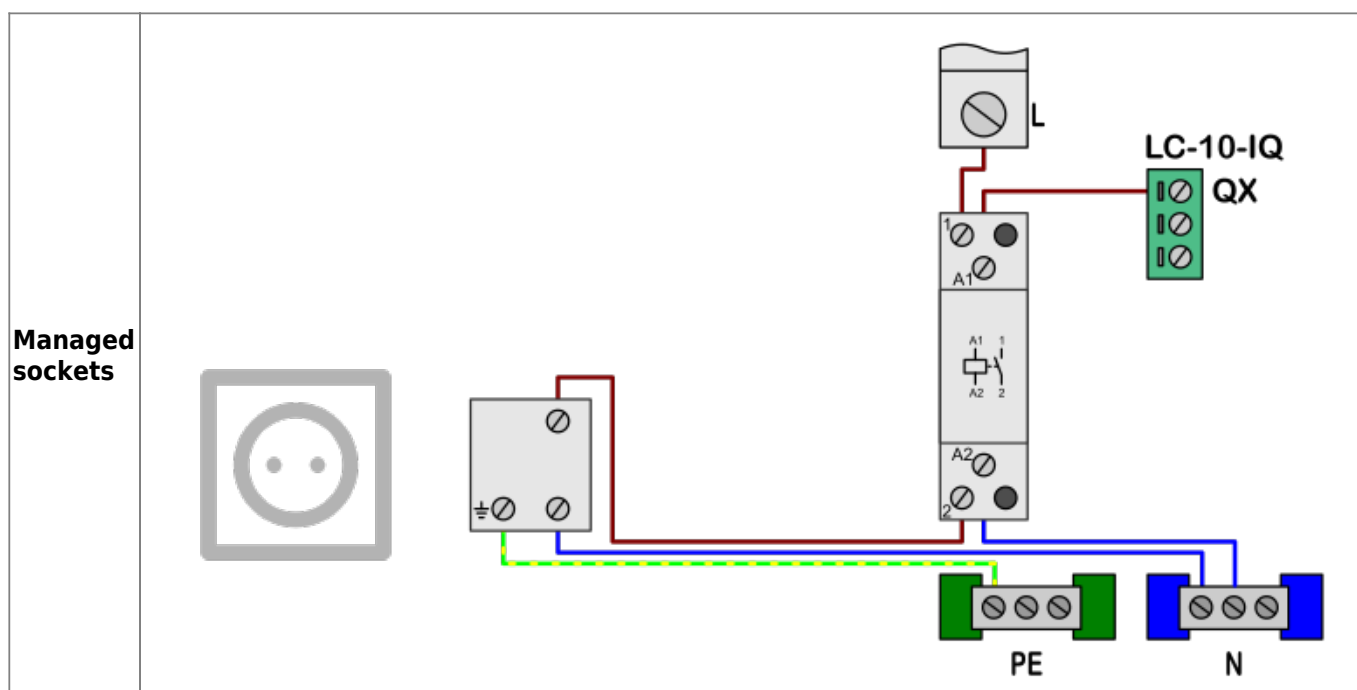 Managed
sockets
L
LC-10-IQ
QX
1
A1
A1 1
A2 2
A2
2
PE
N